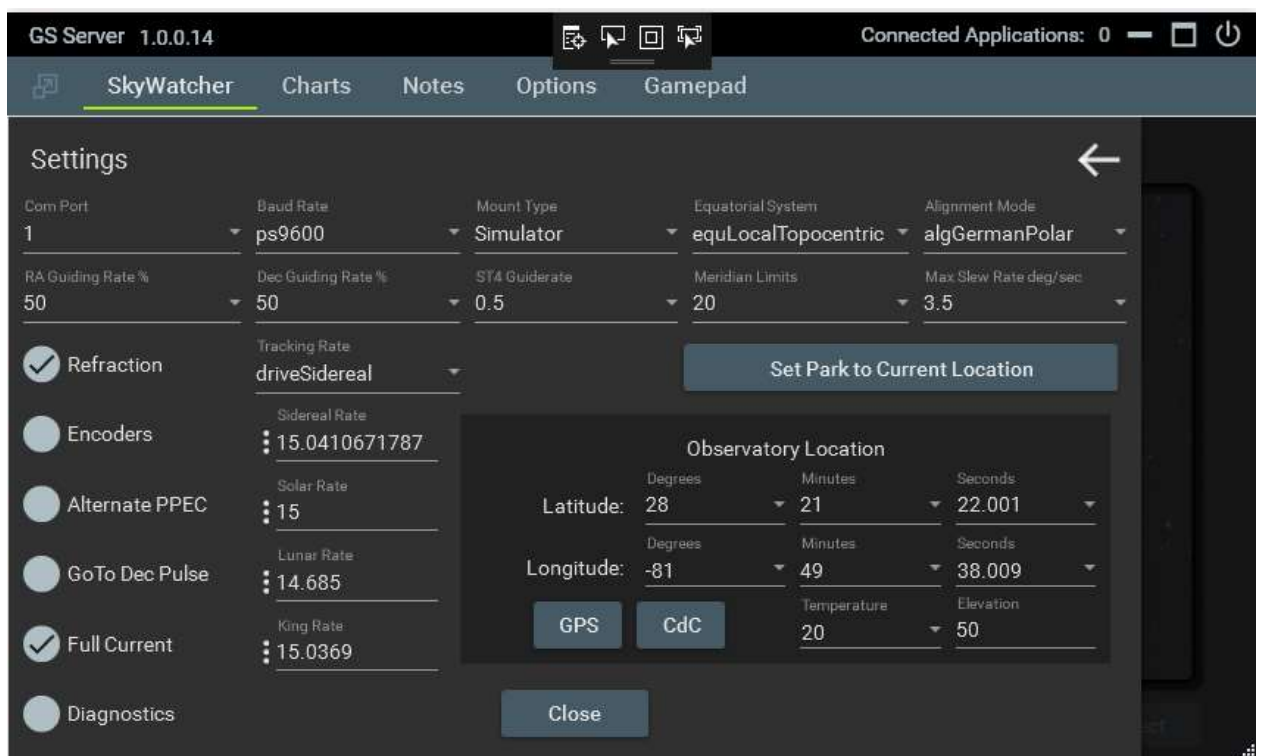 GS Server 1.0.0.14 Connected Applications: 0
SkyWatcher Charts Notes Options Gamepad
Settings
Com Port Baud Rate Mount Type Equatorial System Alignment Mode
1 ps9600 Simulator equLocalTopocentric algGermanPolar
RA Guiding Rate % Dec Guiding Rate % ST4 Guiderate Meridian Limits Max Slew Rate deg/sec
50 50 0.5 20 3.5
Refraction
Tracking Rate
driveSidereal
Set Park to Current Location
Encoders
Sidereal Rate
15.0410671787
Alternate PPEC
Solar Rate
15
GoTo Dec Pulse
Lunar Rate
14.685
Full Current
King Rate
15.0369
Diagnostics
Observatory Location
Degrees Minutes Seconds
Latitude: 28 21 22.001
Degrees Minutes Seconds
Longitude: -81 49 38.009
Temperature Elevation
GPS CdC 20 50
Close